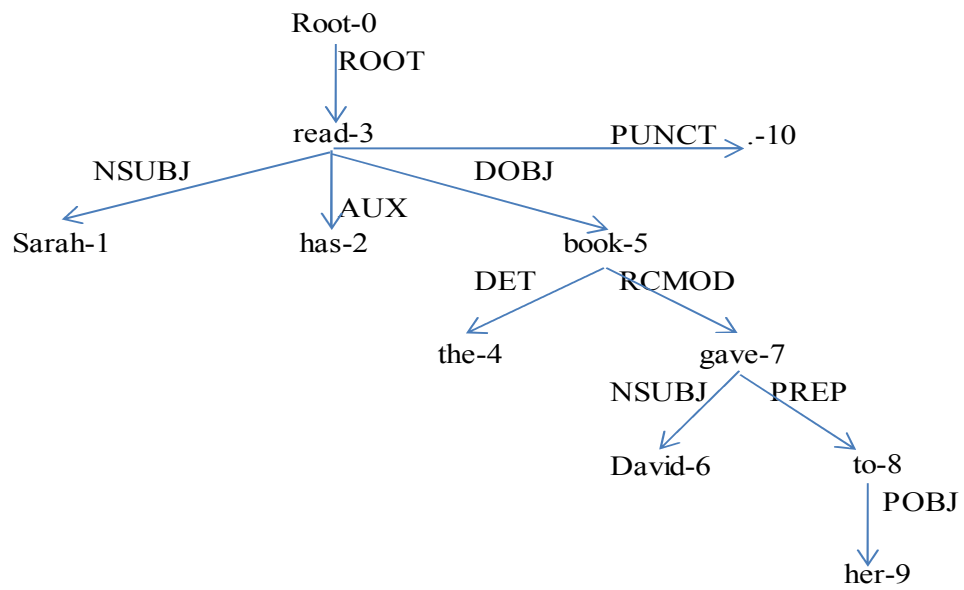 Root-0
ROOT
read-3
PUNCT
.-10
NSUBJ
DOBJ
AUX
Sarah-1
has-2
book-5
DET
RCMOD
the-4
gave-7
NSUBJ
PREP
David-6
to-8
POBJ
her-9